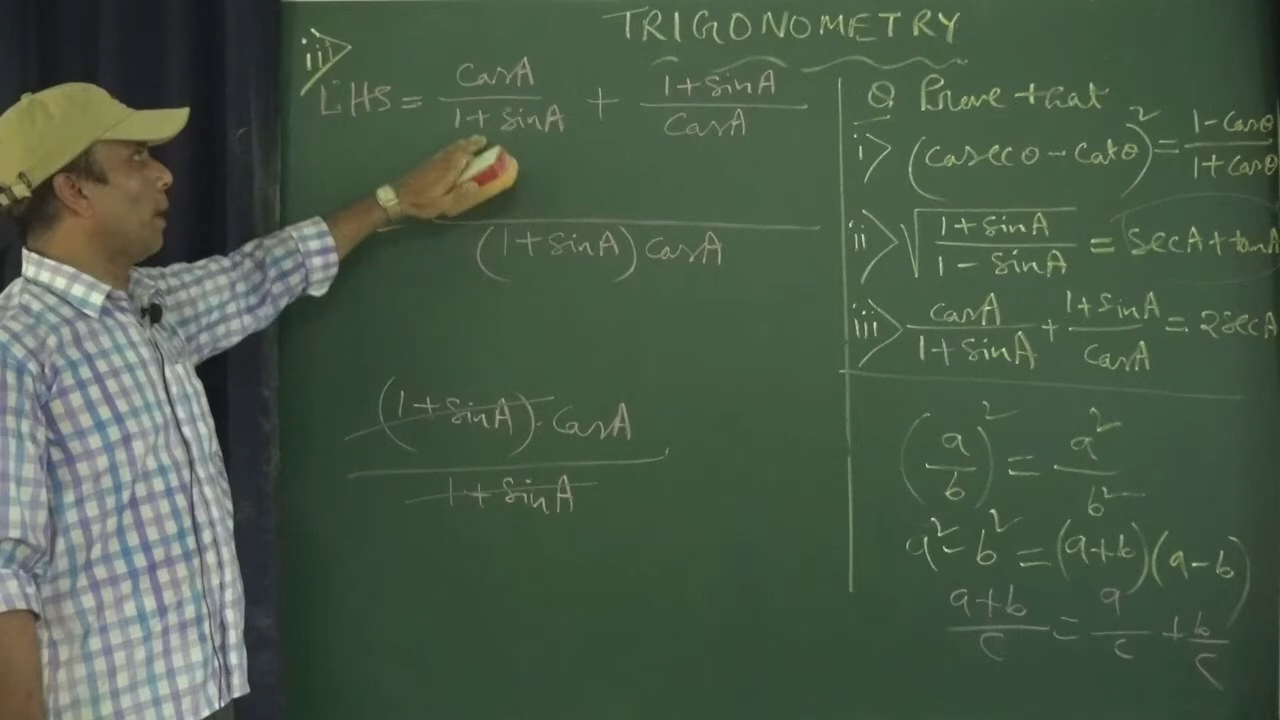 TRIGONOMETRY
iii> LHS = cosA/(1+sinA) + (1+sinA)/cosA
(1+sinA) cosA
(1+sinA)·cosA
1+sinA
Q. Prove that
i> (cosecθ - cotθ)² = (1-cosθ)/(1+cosθ)
ii> √((1+sinA)/(1-sinA)) = secA+tanA
iii> cosA/(1+sinA) + (1+sinA)/cosA = 2secA
(a/b)² = a²/b²
a²-b² = (a+b)(a-b)
(a+b)/c = a/c + b/c